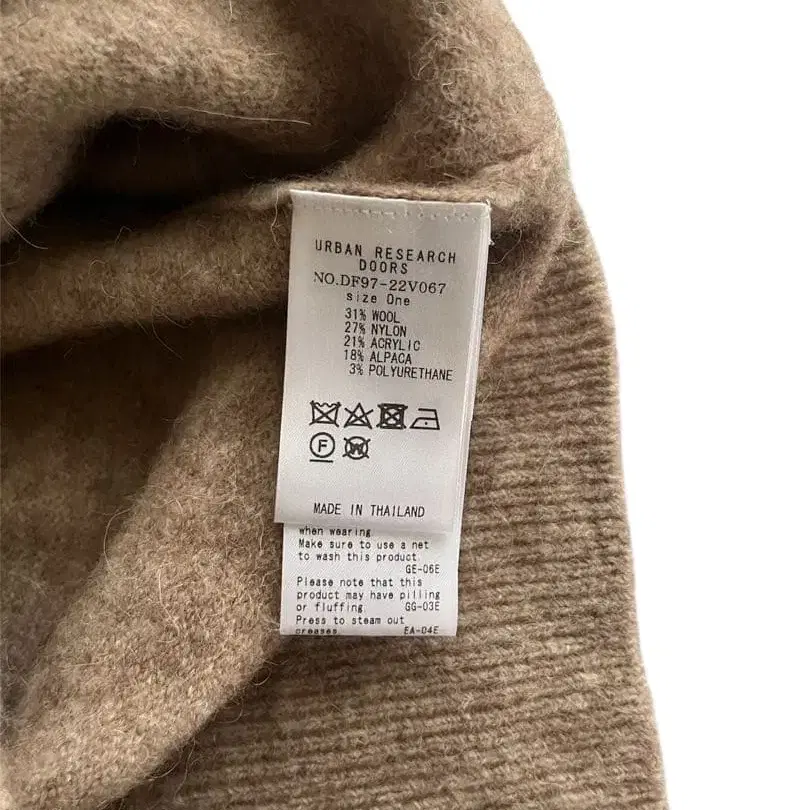 URBAN RESEARCH
DOORS
NO.DF97-22V067
size One
31% WOOL
27% NYLON
21% ACRYLIC
18% ALPACA
3% POLYURETHANE
F
W
MADE IN THAILAND
when wearing
Make sure to use a net
to wash this product.
GE-06E
Please note that this
product may have pilling
or fluffing. GG-03E
Press to steam out
creases. EA-04E